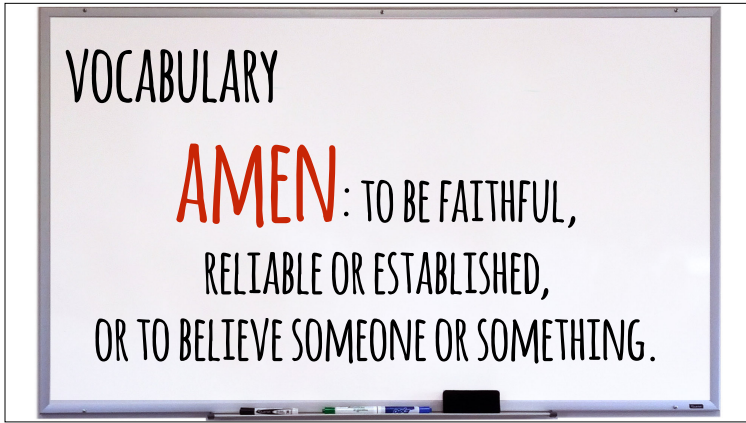 VOCABULARY
AMEN: TO BE FAITHFUL,
RELIABLE OR ESTABLISHED,
OR TO BELIEVE SOMEONE OR SOMETHING.